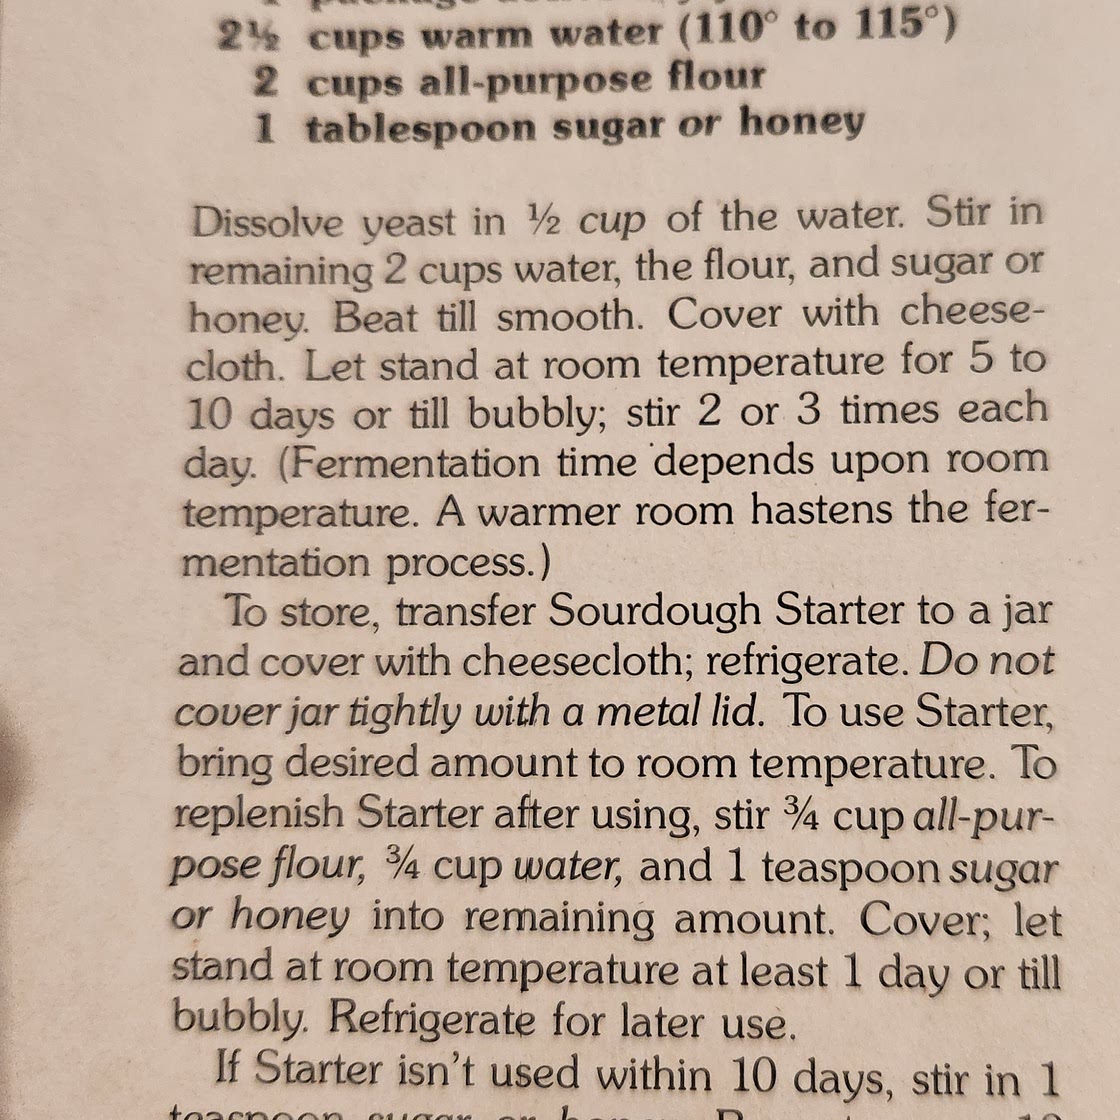 package
2½ cups warm water (110° to 115°)
2 cups all-purpose flour
1 tablespoon sugar or honey
Dissolve yeast in ½ cup of the water. Stir in
remaining 2 cups water, the flour, and sugar or
honey. Beat till smooth. Cover with cheese-
cloth. Let stand at room temperature for 5 to
10 days or till bubbly; stir 2 or 3 times each
day. (Fermentation time depends upon room
temperature. A warmer room hastens the fer-
mentation process.)
To store, transfer Sourdough Starter to a jar
and cover with cheesecloth; refrigerate. Do not
cover jar tightly with a metal lid. To use Starter,
bring desired amount to room temperature. To
replenish Starter after using, stir ¾ cup all-pur-
pose flour, ¾ cup water, and 1 teaspoon sugar
or honey into remaining amount. Cover; let
stand at room temperature at least 1 day or till
bubbly. Refrigerate for later use.
If Starter isn't used within 10 days, stir in 1
teaspoon sugar or